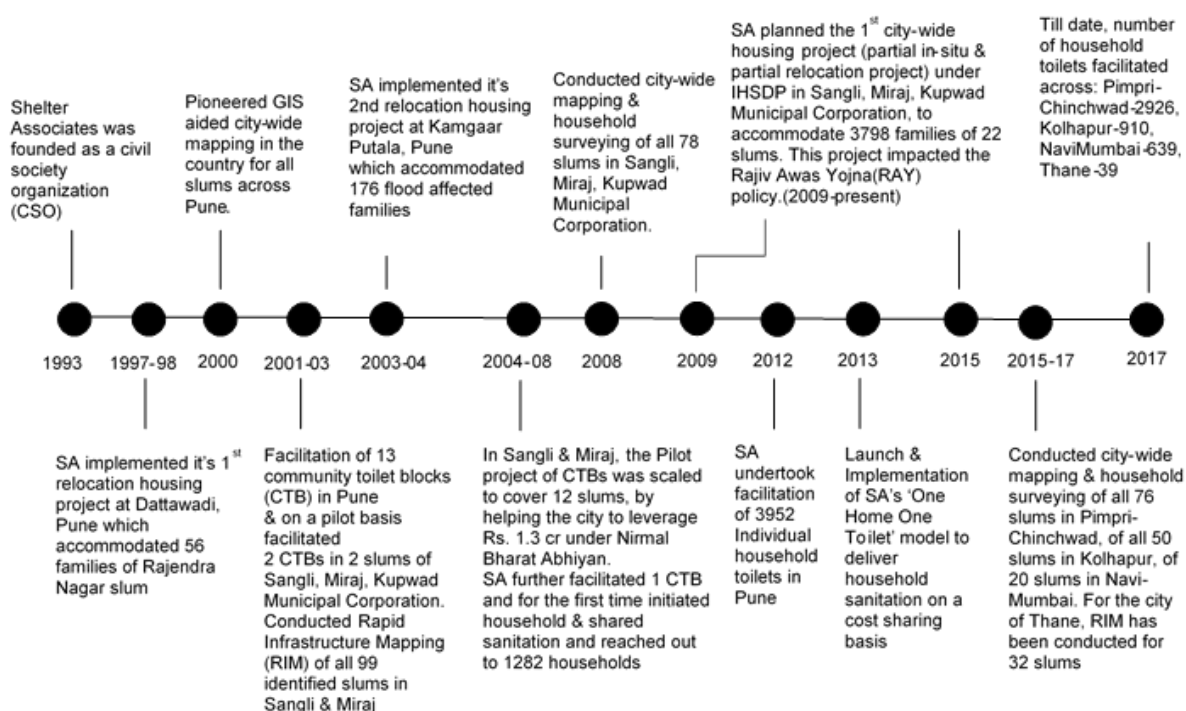 Shelter
Associates was
founded as a civil
society
organization
(CSO)
Pioneered GIS
aided city-wide
mapping in the
country for all
slums across
Pune.
SA implemented it's
2nd relocation housing
project at Kamgaar
Putala, Pune
which accommodated
176 flood affected
families
Conducted city-wide
mapping &
household
surveying of all 78
slums in Sangli,
Miraj, Kupwad
Municipal
Corporation.
SA planned the 1st city-wide
housing project (partial in-situ &
partial relocation project) under
IHSDP in Sangli, Miraj, Kupwad
Municipal Corporation, to
accommodate 3798 families of 22
slums. This project impacted the
Rajiv Awas Yojna(RAY)
policy.(2009-present)
Till date, number
of household
toilets facilitated
across: Pimpri-
Chinchwad-2926,
Kolhapur-910,
NaviMumbai-639,
Thane-39
1993 1997-98 2000 2001-03 2003-04 2004-08 2008 2009 2012 2013 2015 2015-17 2017
SA implemented it's 1st
relocation housing
project at Dattawadi,
Pune which
accommodated 56
families of Rajendra
Nagar slum
Facilitation of 13
community toilet blocks
(CTB) in Pune
& on a pilot basis
facilitated
2 CTBs in 2 slums of
Sangli, Miraj, Kupwad
Municipal Corporation.
Conducted Rapid
Infrastructure Mapping
(RIM) of all 99
identified slums in
Sangli & Miraj
In Sangli & Miraj, the Pilot
project of CTBs was scaled
to cover 12 slums, by
helping the city to leverage
Rs. 1.3 cr under Nirmal
Bharat Abhiyan.
SA further facilitated 1 CTB
and for the first time initiated
household & shared
sanitation and reached out
to 1282 households
SA
undertook
facilitation
of 3952
Individual
household
toilets in
Pune
Launch &
Implementation
of SA's 'One
Home One
Toilet' model to
deliver
household
sanitation on a
cost sharing
basis
Conducted city-wide
mapping & household
surveying of all 76
slums in Pimpri-
Chinchwad, of all 50
slums in Kolhapur, of
20 slums in Navi-
Mumbai. For the city
of Thane, RIM has
been conducted for
32 slums